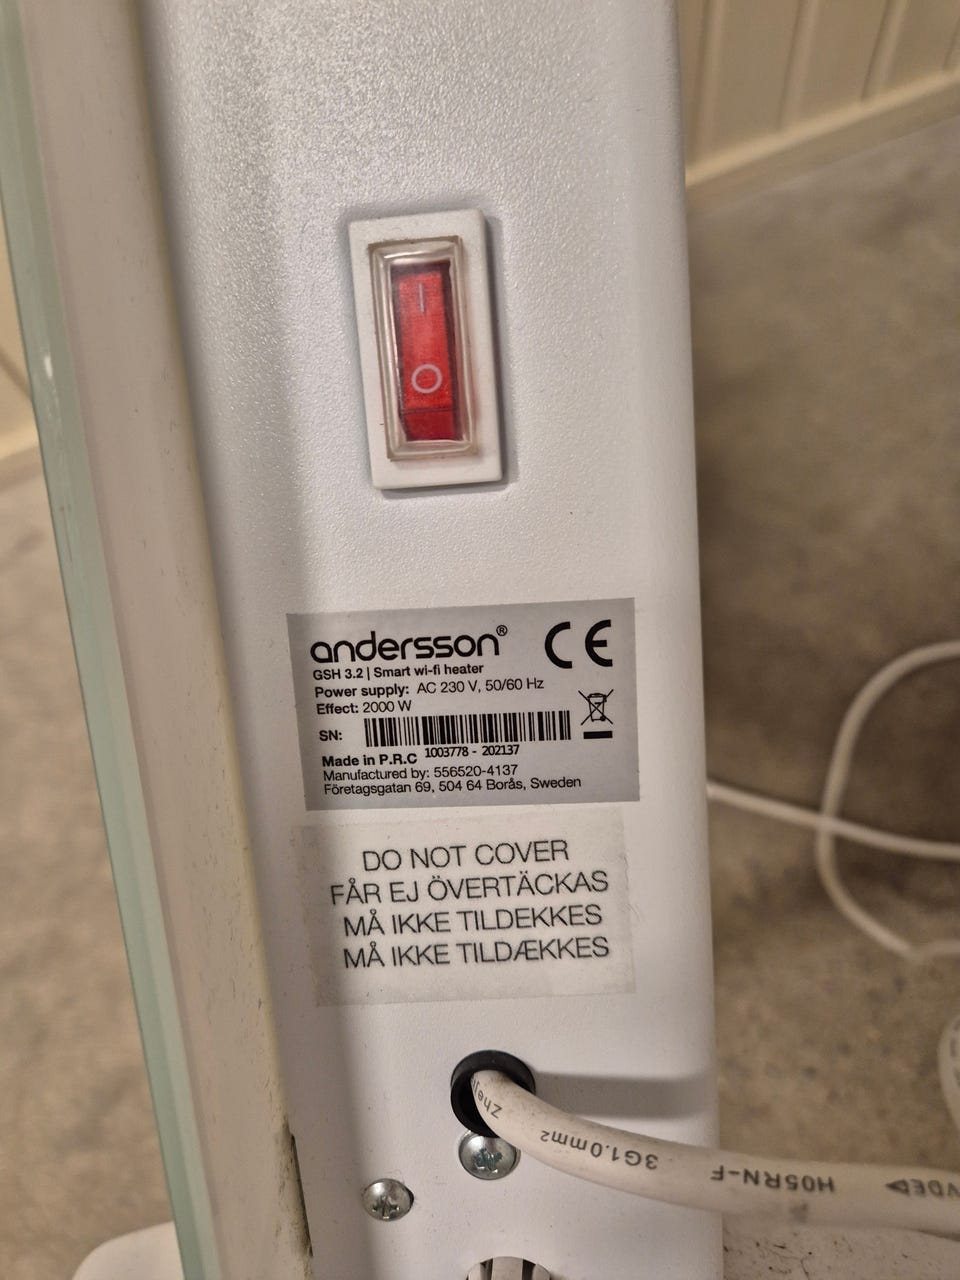 I
O
andersson® CE
GSH 3.2 | Smart wi-fi heater
Power supply: AC 230 V, 50/60 Hz
Effect: 2000 W
SN:
1003778 - 202137
Made in P.R.C
Manufactured by: 556520-4137
Företagsgatan 69, 504 64 Borås, Sweden
DO NOT COVER
FÅR EJ ÖVERTÄCKAS
MÅ IKKE TILDEKKES
MÅ IKKE TILDÆKKES
VDE H05RN-F 3G1.0mm²